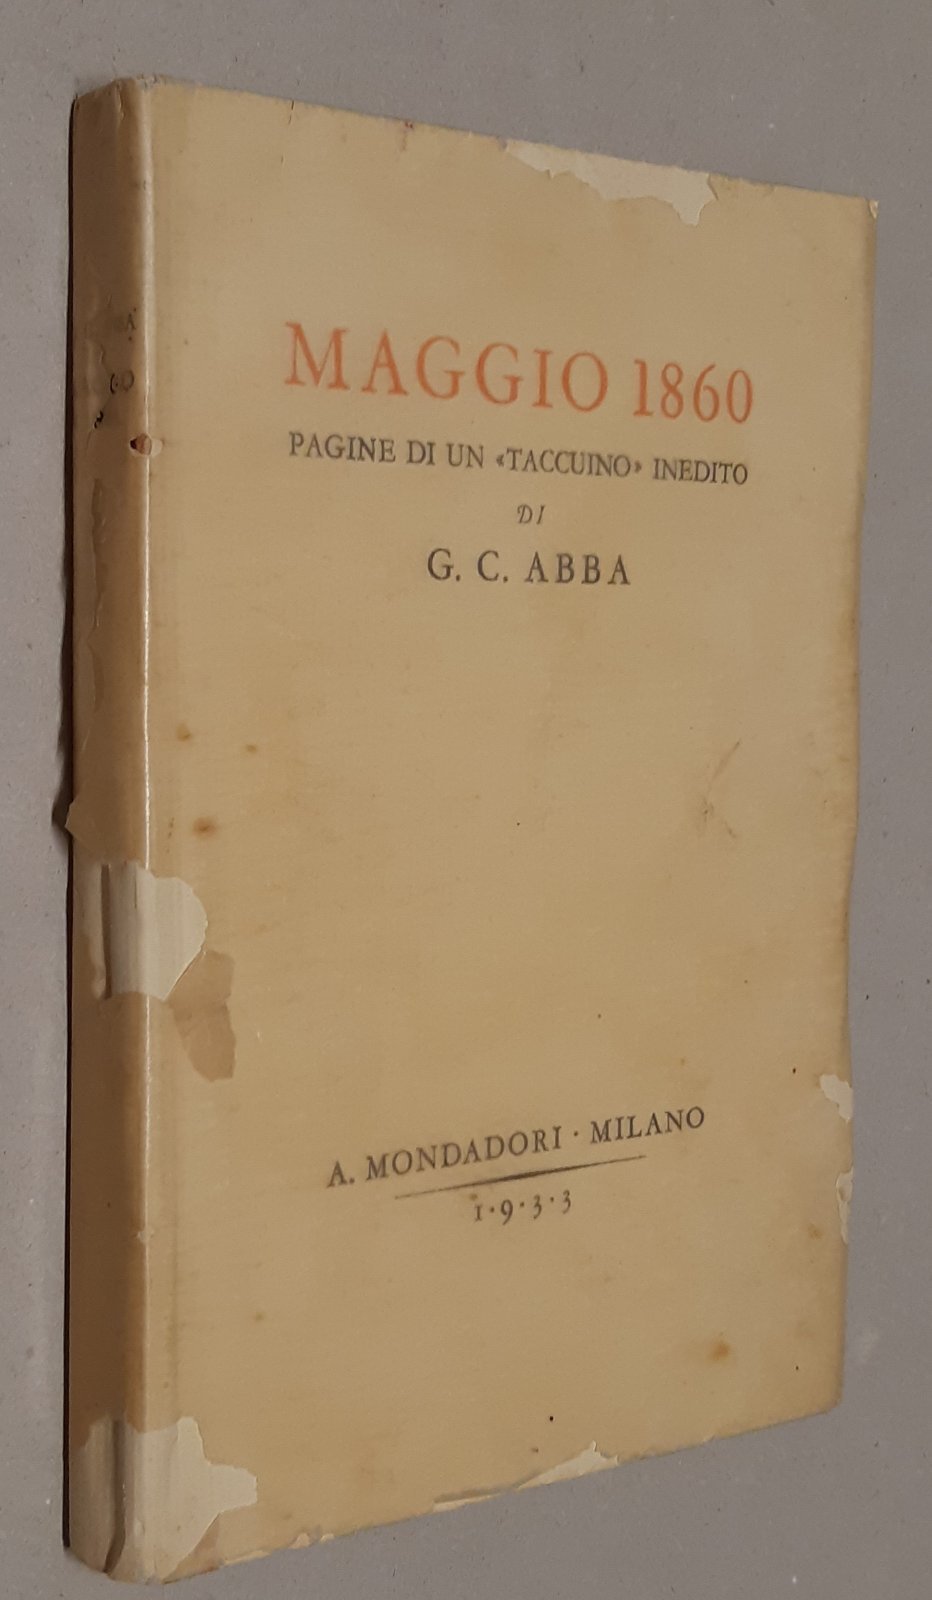 MAGGIO 1860
PAGINE DI UN «TACCUINO» INEDITO
DI
G. C. ABBA
A. MONDADORI · MILANO
1·9·3·3